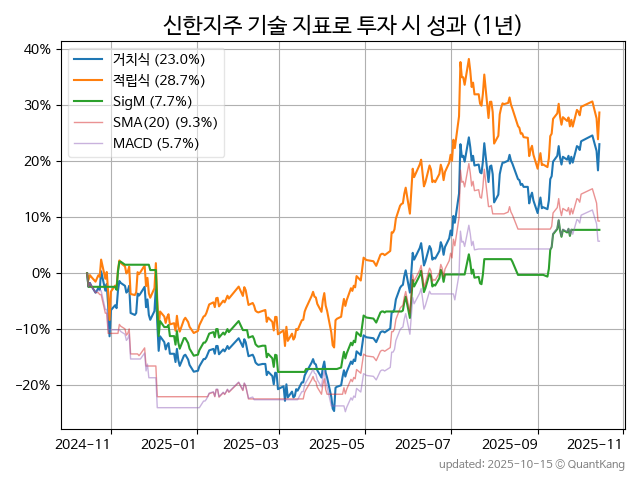 신한지주 기술 지표로 투자 시 성과 (1년)
40%
30%
20%
10%
0%
−10%
−20%
거치식 (23.0%)
적립식 (28.7%)
SigM (7.7%)
SMA(20) (9.3%)
MACD (5.7%)
2024-11 2025-01 2025-03 2025-05 2025-07 2025-09 2025-11
updated: 2025-10-15 © QuantKang